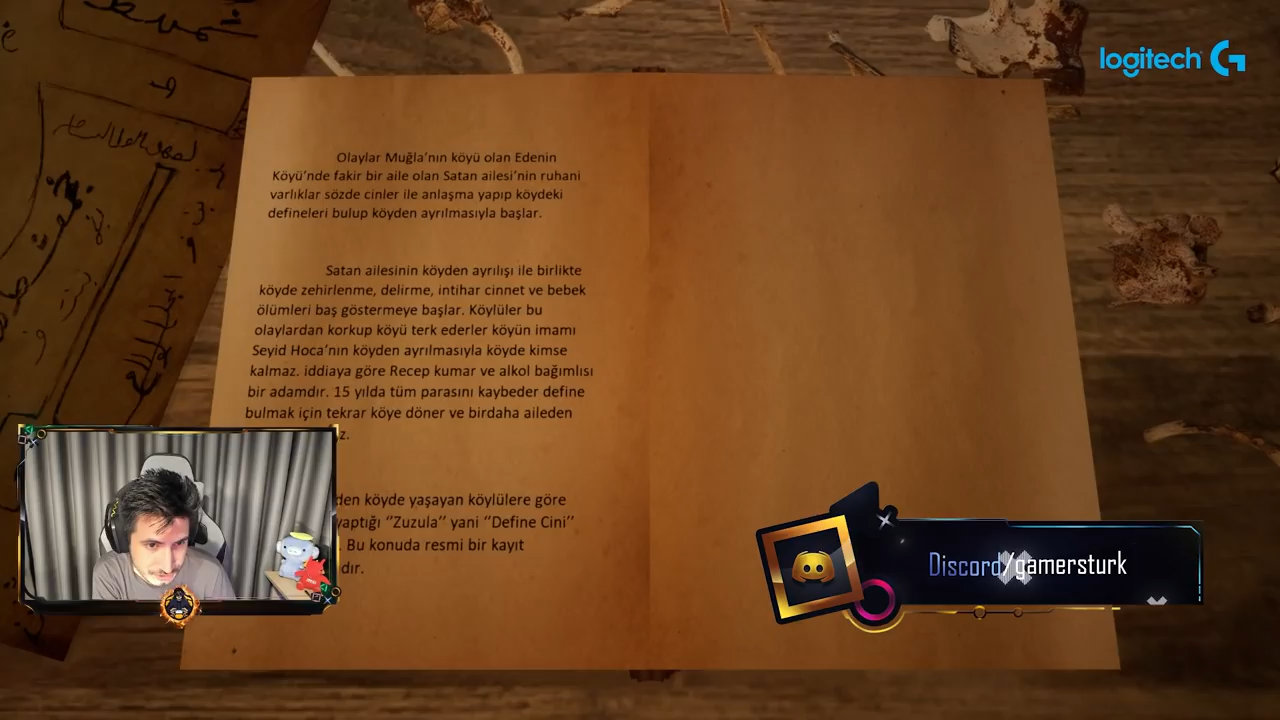 logitech G
Olaylar Muğla'nın köyü olan Edenin
Köyü'nde fakir bir aile olan Satan ailesi'nin ruhani
varlıklar sözde cinler ile anlaşma yapıp köydeki
defineleri bulup köyden ayrılmasıyla başlar.
Satan ailesinin köyden ayrılışı ile birlikte
köyde zehirlenme, delirme, intihar cinnet ve bebek
ölümleri baş göstermeye başlar. Köylüler bu
olaylardan korkup köyü terk ederler köyün imamı
Seyid Hoca'nın köyden ayrılmasıyla köyde kimse
kalmaz. iddiaya göre Recep kumar ve alkol bağımlısı
bir adamdır. 15 yılda tüm parasını kaybeder define
bulmak için tekrar köye döner ve birdaha aileden
z.
den köyde yaşayan köylülere göre
yaptığı ‘‘Zuzula’’ yani ‘‘Define Cini’’
. Bu konuda resmi bir kayıt
dır.
Discord/gamersturk